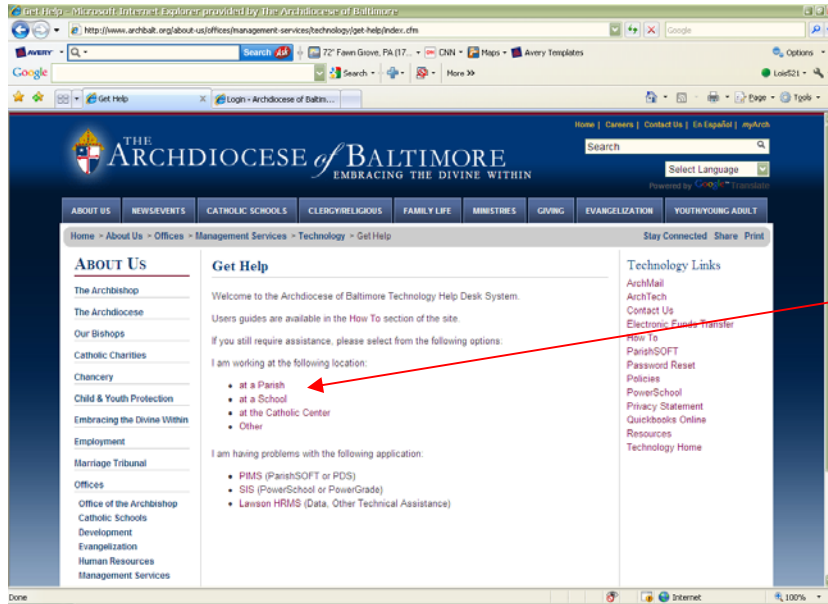 Get Help - Microsoft Internet Explorer provided by The Archdiocese of Baltimore
http://www.archbalt.org/about-us/offices/management-services/technology/get-help/index.cfm
Google
AVERY
Search
72° Fawn Grove, PA (17...
CNN
Maps
Avery Templates
Options
Google
Search
More >>
Lois521
Get Help
Login - Archdiocese of Baltim...
Page
Tools
Home | Careers | Contact Us | En Español | myArch
THE
ARCHDIOCESE of BALTIMORE
EMBRACING THE DIVINE WITHIN
Search
Select Language
Powered by Google Translate
ABOUT US NEWS/EVENTS CATHOLIC SCHOOLS CLERGY/RELIGIOUS FAMILY LIFE MINISTRIES GIVING EVANGELIZATION YOUTH/YOUNG ADULT
Home > About Us > Offices > Management Services > Technology > Get Help
Stay Connected Share Print
ABOUT US
The Archbishop
The Archdiocese
Our Bishops
Catholic Charities
Chancery
Child & Youth Protection
Embracing the Divine Within
Employment
Marriage Tribunal
Offices
Office of the Archbishop
Catholic Schools
Development
Evangelization
Human Resources
Management Services
Get Help
Welcome to the Archdiocese of Baltimore Technology Help Desk System.
Users guides are available in the How To section of the site.
If you still require assistance, please select from the following options:
I am working at the following location:
• at a Parish
• at a School
• at the Catholic Center
• Other
I am having problems with the following application:
• PIMS (ParishSOFT or PDS)
• SIS (PowerSchool or PowerGrade)
• Lawson HRMS (Data, Other Technical Assistance)
Technology Links
ArchMail
ArchTech
Contact Us
Electronic Funds Transfer
How To
ParishSOFT
Password Reset
Policies
PowerSchool
Privacy Statement
Quickbooks Online
Resources
Technology Home
Done
Internet
100%